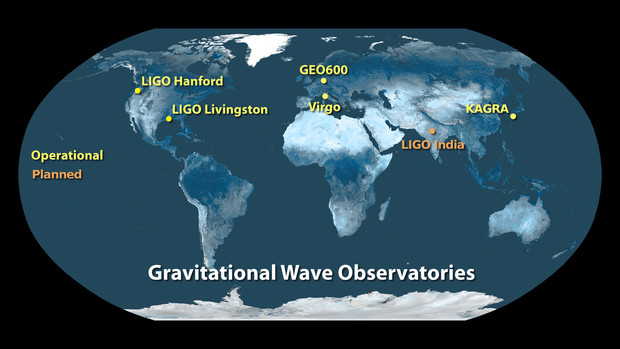 GEO600
LIGO Hanford
LIGO Livingston
Virgo
KAGRA
LIGO India
Operational
Planned
Gravitational Wave Observatories